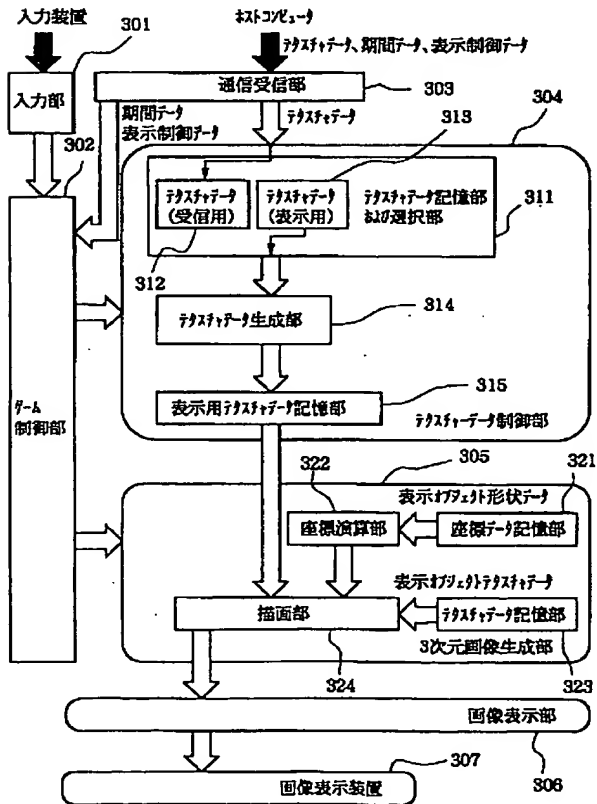 入力装置
ホストコンピュータ
テクスチャデータ、期間データ、表示制御データ
301
入力部
通信受信部
303
期間データ
表示制御データ
テクスチャデータ
302
313
304
テクスチャデータ
(受信用)
テクスチャデータ
(表示用)
テクスチャデータ記憶部
および選択部
311
312
テクスチャデータ生成部
314
315
表示用テクスチャデータ記憶部
テクスチャーデータ制御部
ゲーム
制御部
305
322
321
表示オブジェクト形状データ
座標演算部
座標データ記憶部
表示オブジェクトテクスチャデータ
描画部
テクスチャデータ記憶部
3次元画像生成部
324
323
画像表示部
306
307
画像表示装置